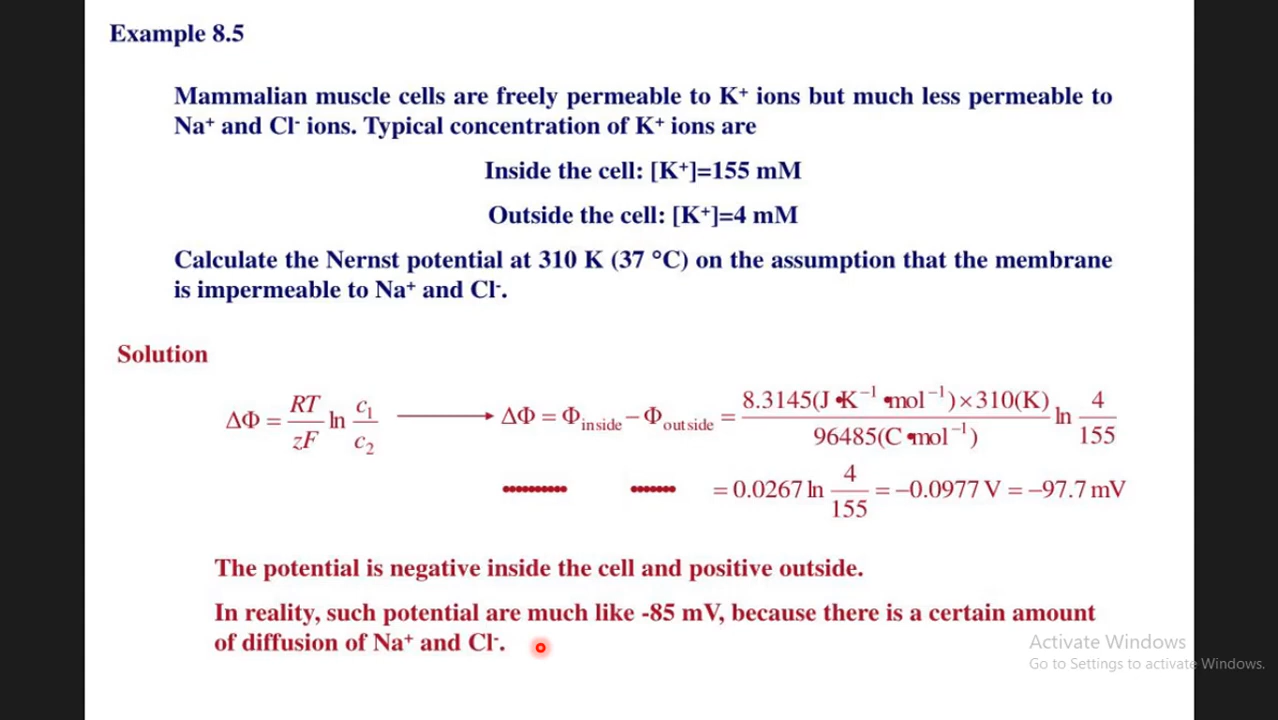 Example 8.5
Mammalian muscle cells are freely permeable to K⁺ ions but much less permeable to
Na⁺ and Cl⁻ ions. Typical concentration of K⁺ ions are
Inside the cell: [K⁺]=155 mM
Outside the cell: [K⁺]=4 mM
Calculate the Nernst potential at 310 K (37 °C) on the assumption that the membrane
is impermeable to Na⁺ and Cl⁻.
Solution
ΔΦ = RT/zF ln c₁/c₂ → ΔΦ = Φ inside − Φ outside = 8.3145(J•K⁻¹•mol⁻¹)×310(K)/96485(C•mol⁻¹) ln 4/155
= 0.0267 ln 4/155 = −0.0977 V = −97.7 mV
The potential is negative inside the cell and positive outside.
In reality, such potential are much like -85 mV, because there is a certain amount
of diffusion of Na⁺ and Cl⁻.
Activate Windows
Go to Settings to activate Windows.